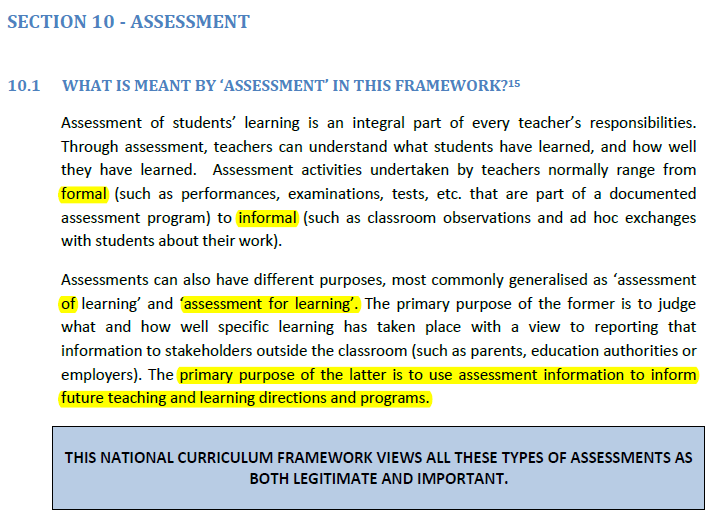 SECTION 10 - ASSESSMENT
10.1 WHAT IS MEANT BY ‘ASSESSMENT’ IN THIS FRAMEWORK?15
Assessment of students’ learning is an integral part of every teacher’s responsibilities.
Through assessment, teachers can understand what students have learned, and how well
they have learned. Assessment activities undertaken by teachers normally range from
formal (such as performances, examinations, tests, etc. that are part of a documented
assessment program) to informal (such as classroom observations and ad hoc exchanges
with students about their work).
Assessments can also have different purposes, most commonly generalised as ‘assessment
of learning’ and ‘assessment for learning’. The primary purpose of the former is to judge
what and how well specific learning has taken place with a view to reporting that
information to stakeholders outside the classroom (such as parents, education authorities or
employers). The primary purpose of the latter is to use assessment information to inform
future teaching and learning directions and programs.
THIS NATIONAL CURRICULUM FRAMEWORK VIEWS ALL THESE TYPES OF ASSESSMENTS AS
BOTH LEGITIMATE AND IMPORTANT.